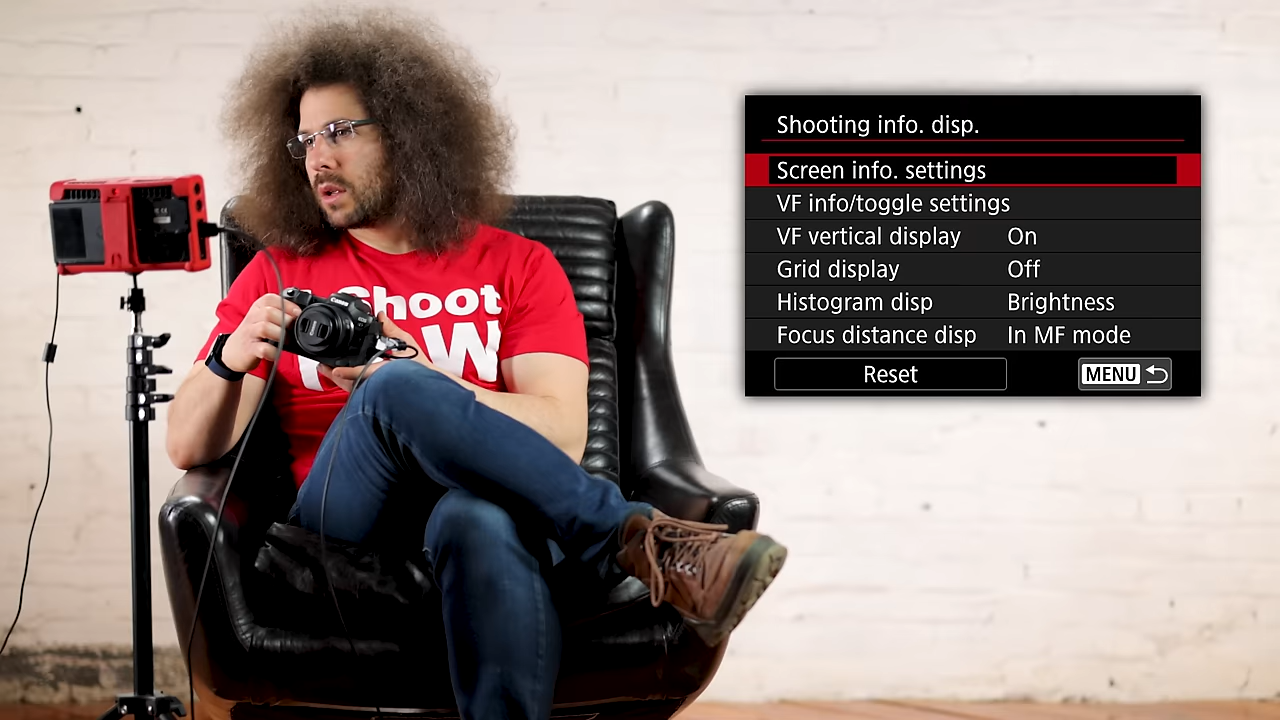 Shooting info. disp.
Screen info. settings
VF info/toggle settings
VF vertical display On
Grid display Off
Histogram disp Brightness
Focus distance disp In MF mode
Reset MENU
Shoot
Canon